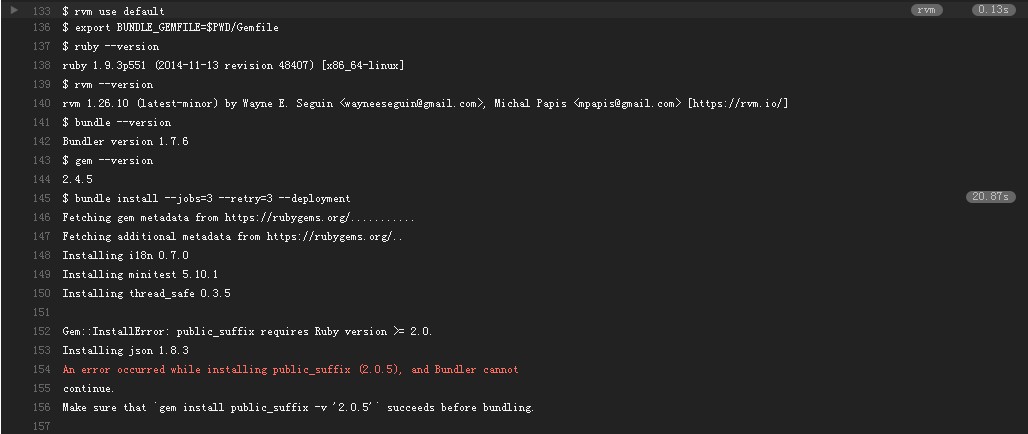 133 $ rvm use default rvm 0.13s
136 $ export BUNDLE_GEMFILE=$PWD/Gemfile
137 $ ruby --version
138 ruby 1.9.3p551 (2014-11-13 revision 48407) [x86_64-linux]
139 $ rvm --version
140 rvm 1.26.10 (latest-minor) by Wayne E. Seguin <wayneeseguin@gmail.com>, Michal Papis <mpapis@gmail.com> [https://rvm.io/]
141 $ bundle --version
142 Bundler version 1.7.6
143 $ gem --version
144 2.4.5
145 $ bundle install --jobs=3 --retry=3 --deployment 20.87s
146 Fetching gem metadata from https://rubygems.org/...........
147 Fetching additional metadata from https://rubygems.org/..
148 Installing i18n 0.7.0
149 Installing minitest 5.10.1
150 Installing thread_safe 0.3.5
151
152 Gem::InstallError: public_suffix requires Ruby version >= 2.0.
153 Installing json 1.8.3
154 An error occurred while installing public_suffix (2.0.5), and Bundler cannot
155 continue.
156 Make sure that `gem install public_suffix -v '2.0.5'` succeeds before bundling.
157